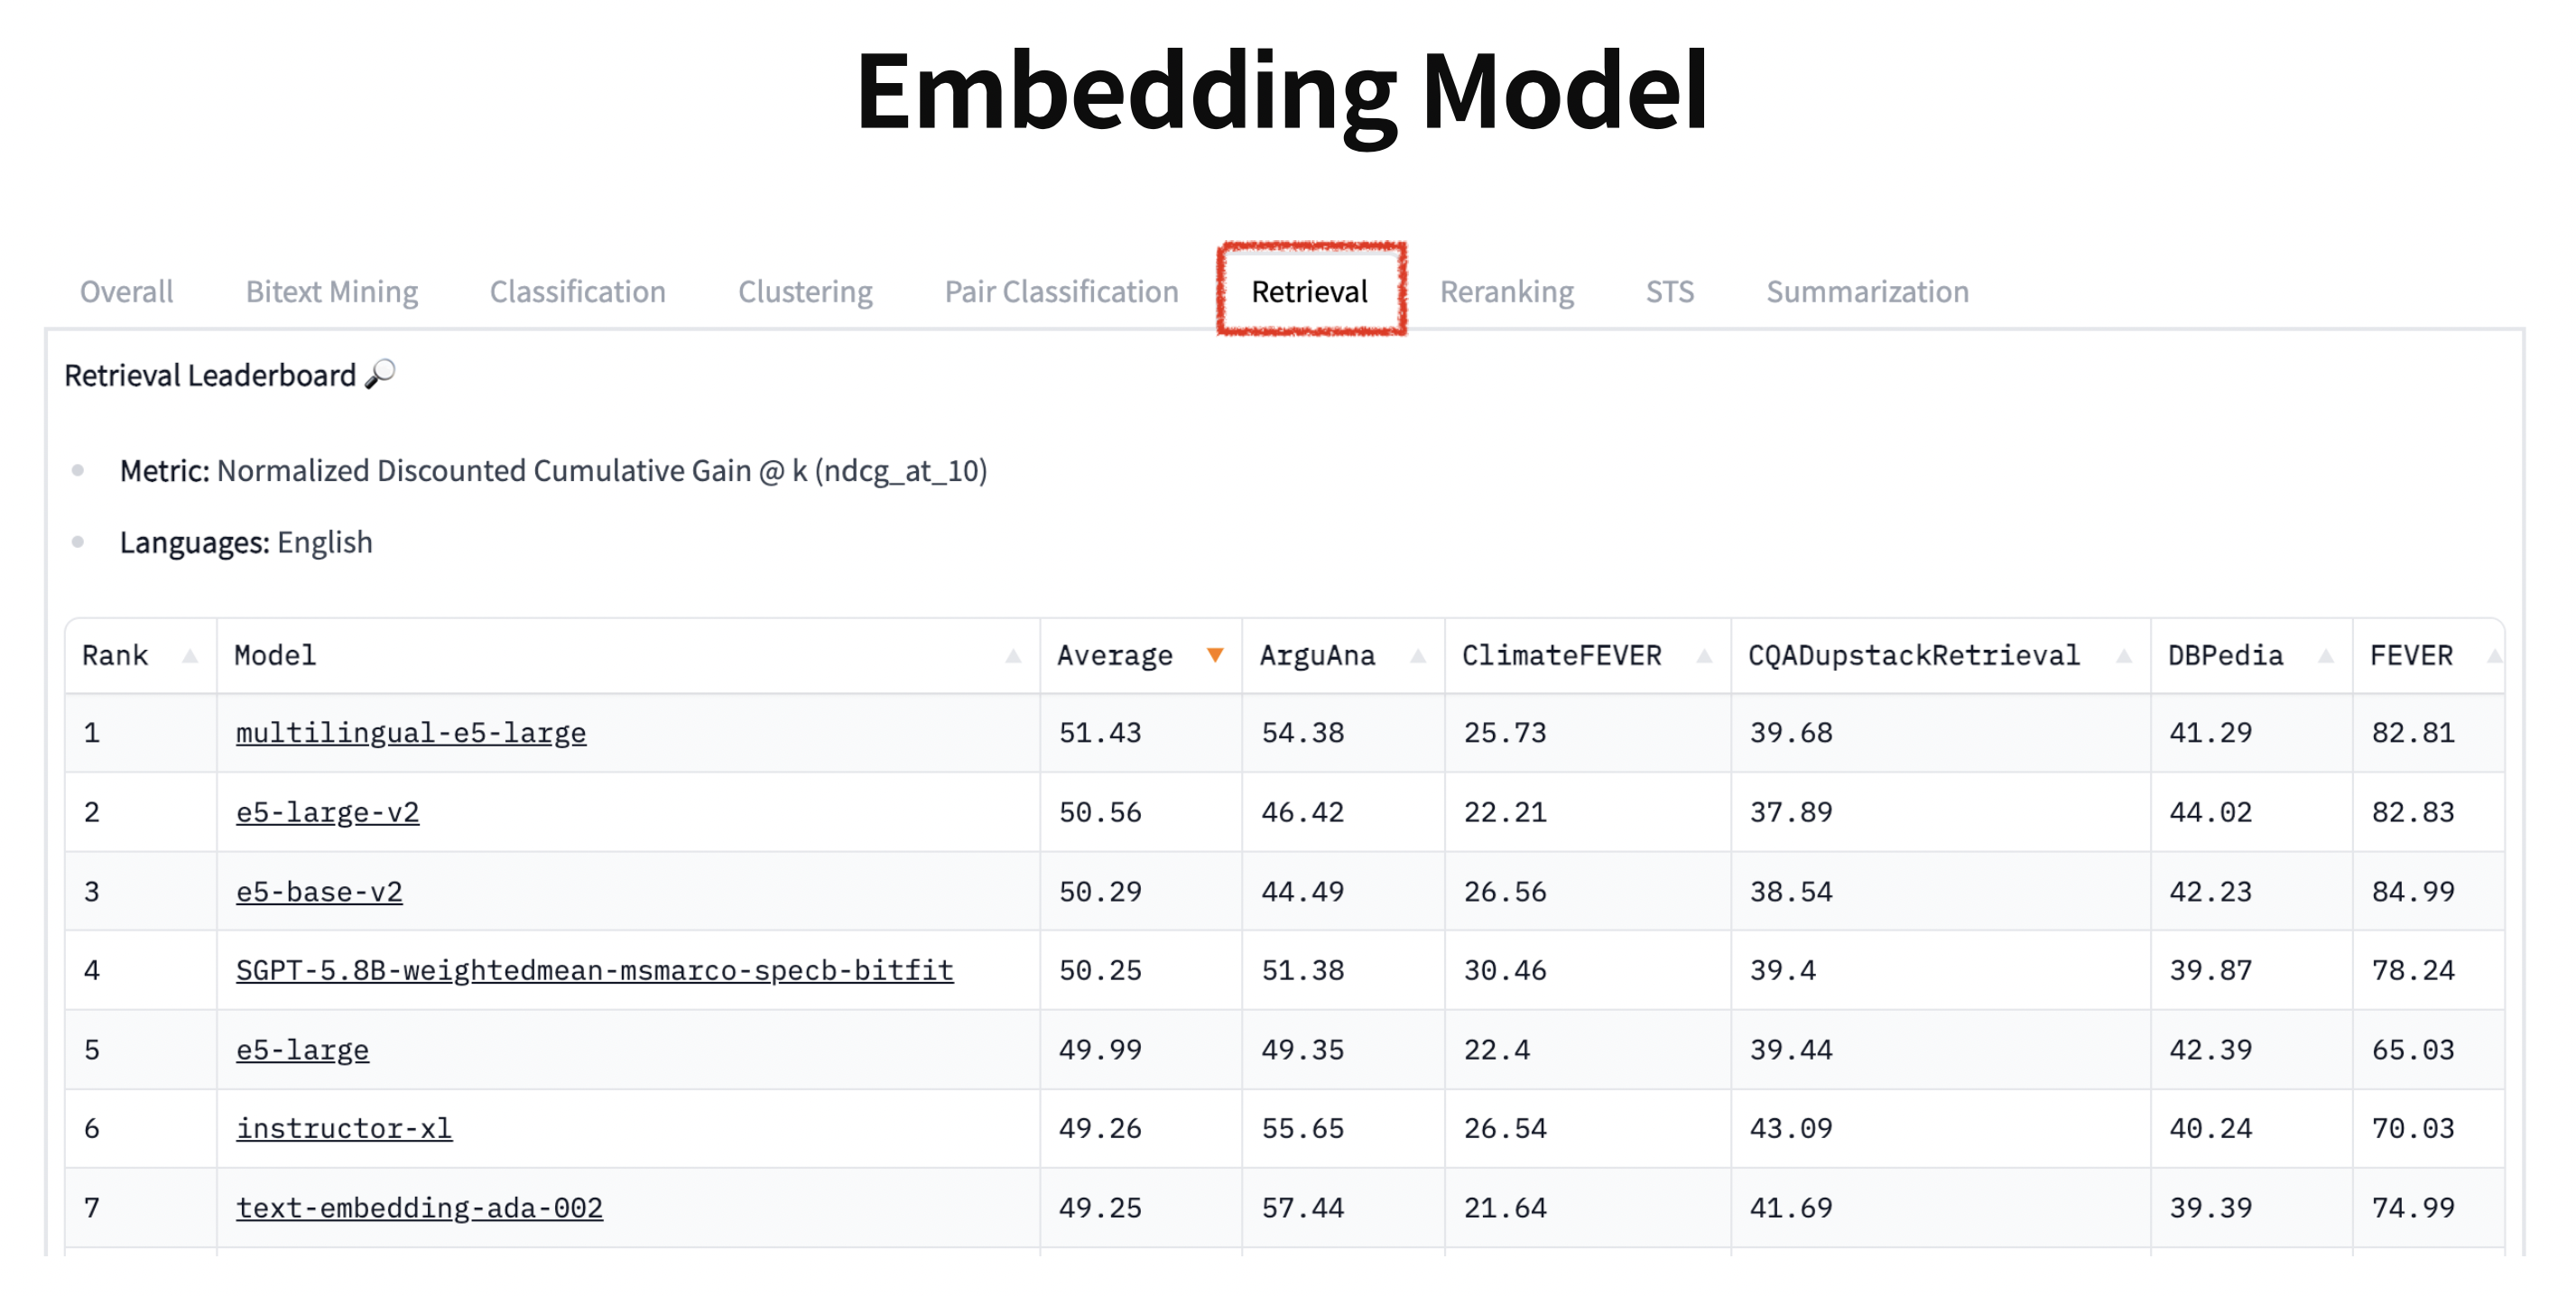 Embedding Model
Overall Bitext Mining Classification Clustering Pair Classification Retrieval Reranking STS Summarization
Retrieval Leaderboard 🔎
Metric: Normalized Discounted Cumulative Gain @ k (ndcg_at_10)
Languages: English
Rank Model Average ArguAna ClimateFEVER CQADupstackRetrieval DBPedia FEVER
1 multilingual-e5-large 51.43 54.38 25.73 39.68 41.29 82.81
2 e5-large-v2 50.56 46.42 22.21 37.89 44.02 82.83
3 e5-base-v2 50.29 44.49 26.56 38.54 42.23 84.99
4 SGPT-5.8B-weightedmean-msmarco-specb-bitfit 50.25 51.38 30.46 39.4 39.87 78.24
5 e5-large 49.99 49.35 22.4 39.44 42.39 65.03
6 instructor-xl 49.26 55.65 26.54 43.09 40.24 70.03
7 text-embedding-ada-002 49.25 57.44 21.64 41.69 39.39 74.99